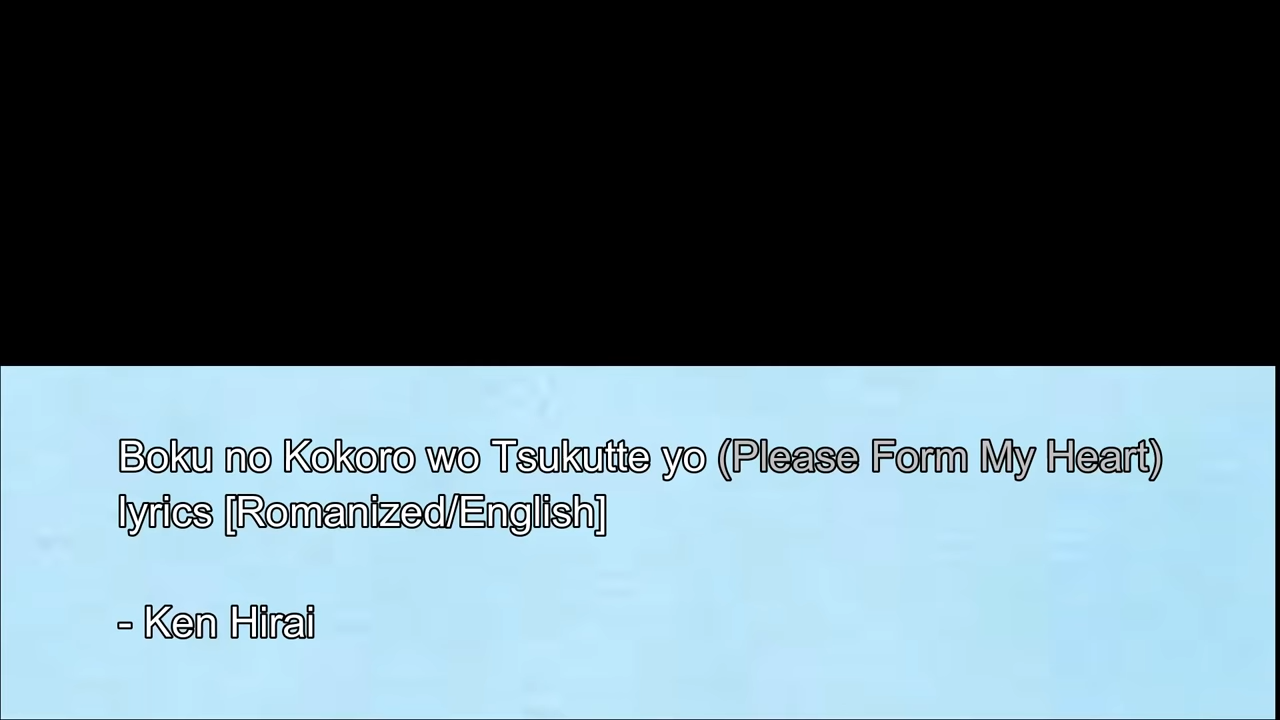 Boku no Kokoro wo Tsukutte yo (Please Form My Heart)
lyrics [Romanized/English]
- Ken Hirai